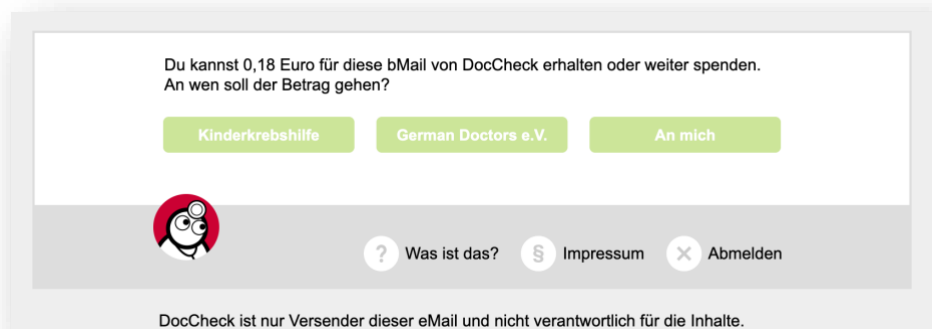 Du kannst 0,18 Euro für diese bMail von DocCheck erhalten oder weiter spenden.
An wen soll der Betrag gehen?
Kinderkrebshilfe German Doctors e.V. An mich
? Was ist das? § Impressum × Abmelden
DocCheck ist nur Versender dieser eMail und nicht verantwortlich für die Inhalte.